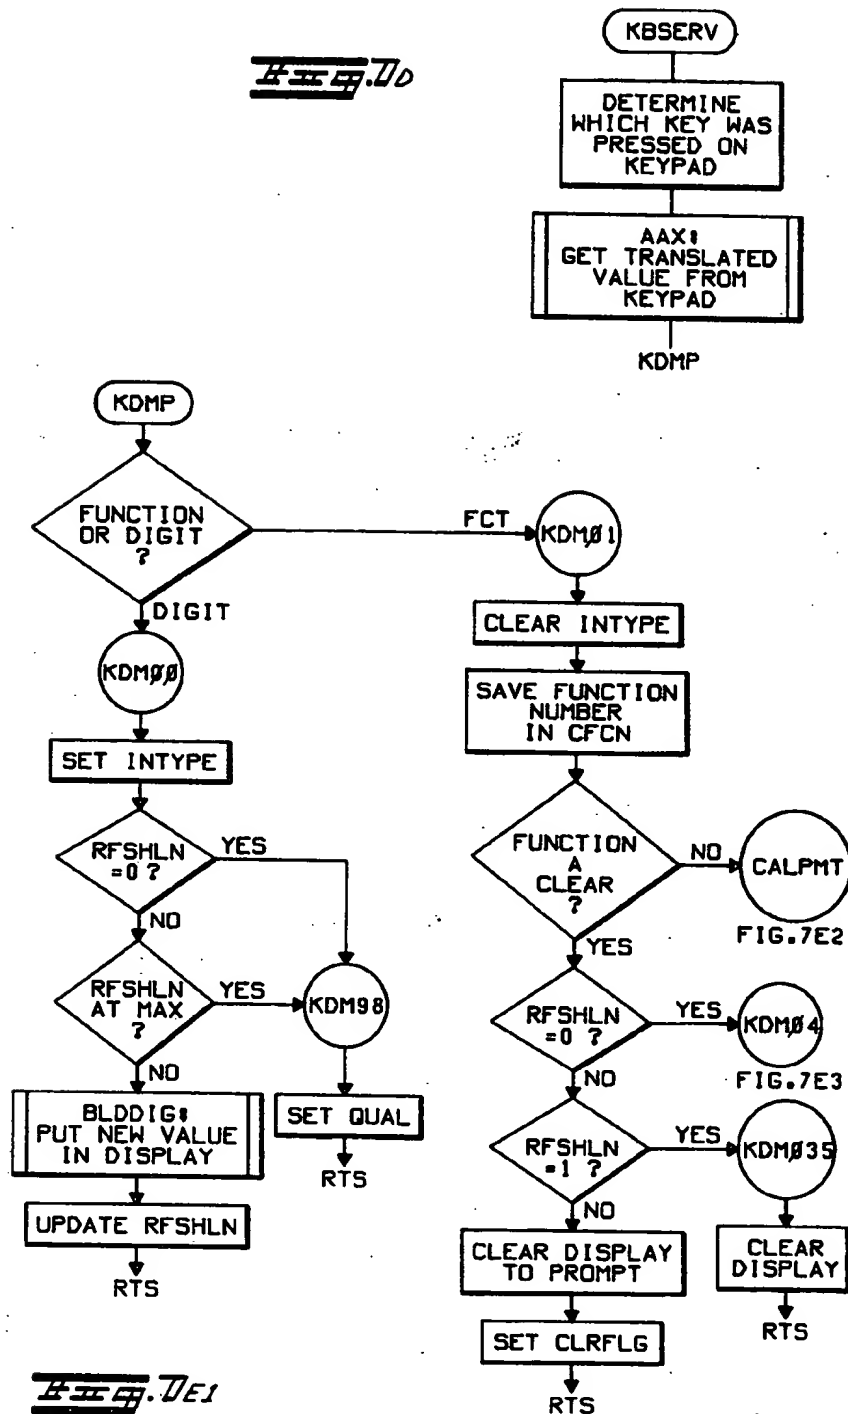 Fig. 7D
KBSERV
DETERMINE
WHICH KEY WAS
PRESSED ON
KEYPAD
AAX:
GET TRANSLATED
VALUE FROM
KEYPAD
KDMP
KDMP
FUNCTION
OR DIGIT
?
FCT
DIGIT
KDM00
SET INTYPE
RFSHLN
=0 ?
YES
NO
RFSHLN
AT MAX
?
YES
NO
KDM98
SET QUAL
RTS
BLDDIG:
PUT NEW VALUE
IN DISPLAY
UPDATE RFSHLN
RTS
KDM01
CLEAR INTYPE
SAVE FUNCTION
NUMBER
IN CFCN
FUNCTION
A
CLEAR
?
NO
CALPMT
FIG.7E2
YES
RFSHLN
=0 ?
YES
KDM04
FIG.7E3
NO
RFSHLN
=1 ?
YES
KDM035
CLEAR
DISPLAY
RTS
NO
CLEAR DISPLAY
TO PROMPT
SET CLRFLG
RTS
Fig. 7E1